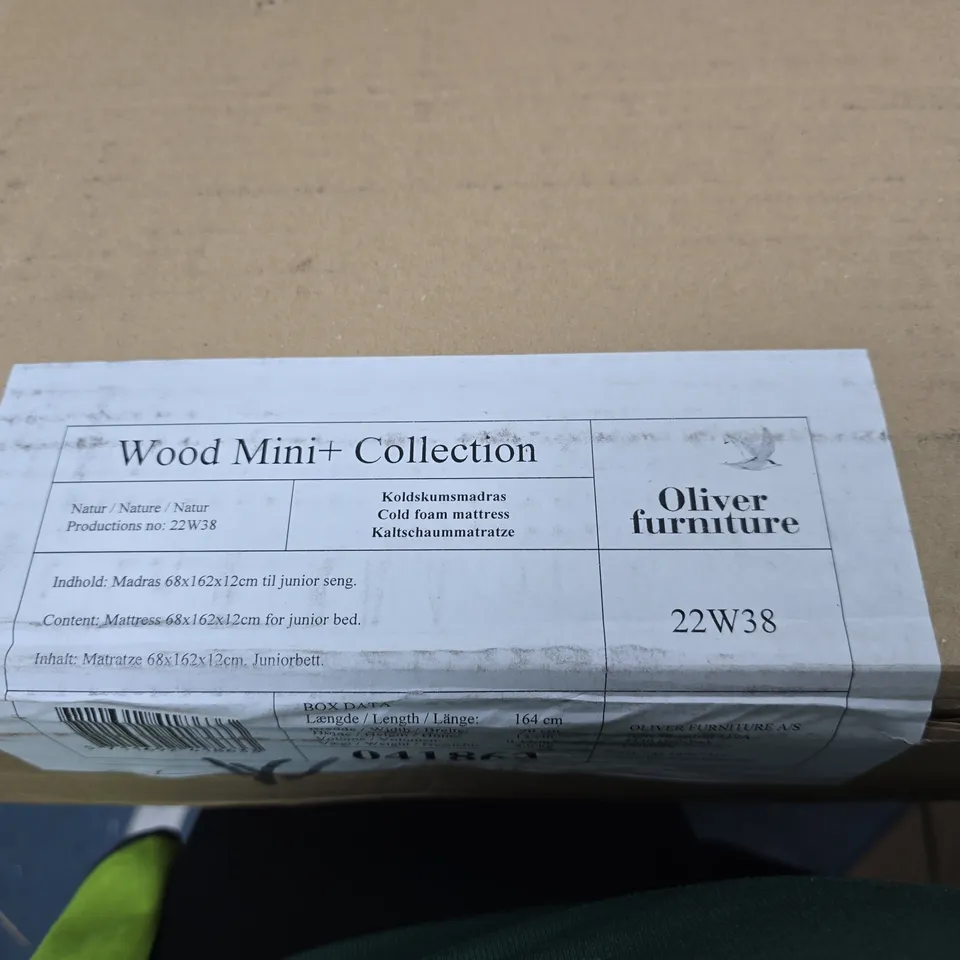 Wood Mini+ Collection
Natur / Nature / Natur
Productions no: 22W38
Koldskumsmadras
Cold foam mattress
Kaltschaummatratze
Oliver
furniture
Indhold: Madras 68x162x12cm til junior seng.
Content: Mattress 68x162x12cm for junior bed.
Inhalt: Matratze 68x162x12cm. Juniorbett.
22W38
BOX DATA
Længde / Length / Länge: 164 cm
OLIVER FURNITURE A/S